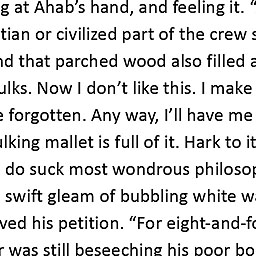 g at Ahab’s hand, and feeling it. “
tian or civilized part of the crew s
nd that parched wood also filled a
ulks. Now I don’t like this. I make
e forgotten. Any way, I’ll have me
ulking mallet is full of it. Hark to it
do suck most wondrous philosop
swift gleam of bubbling white wa
ved his petition. “For eight-and-fo
r was still beseeching his poor bo